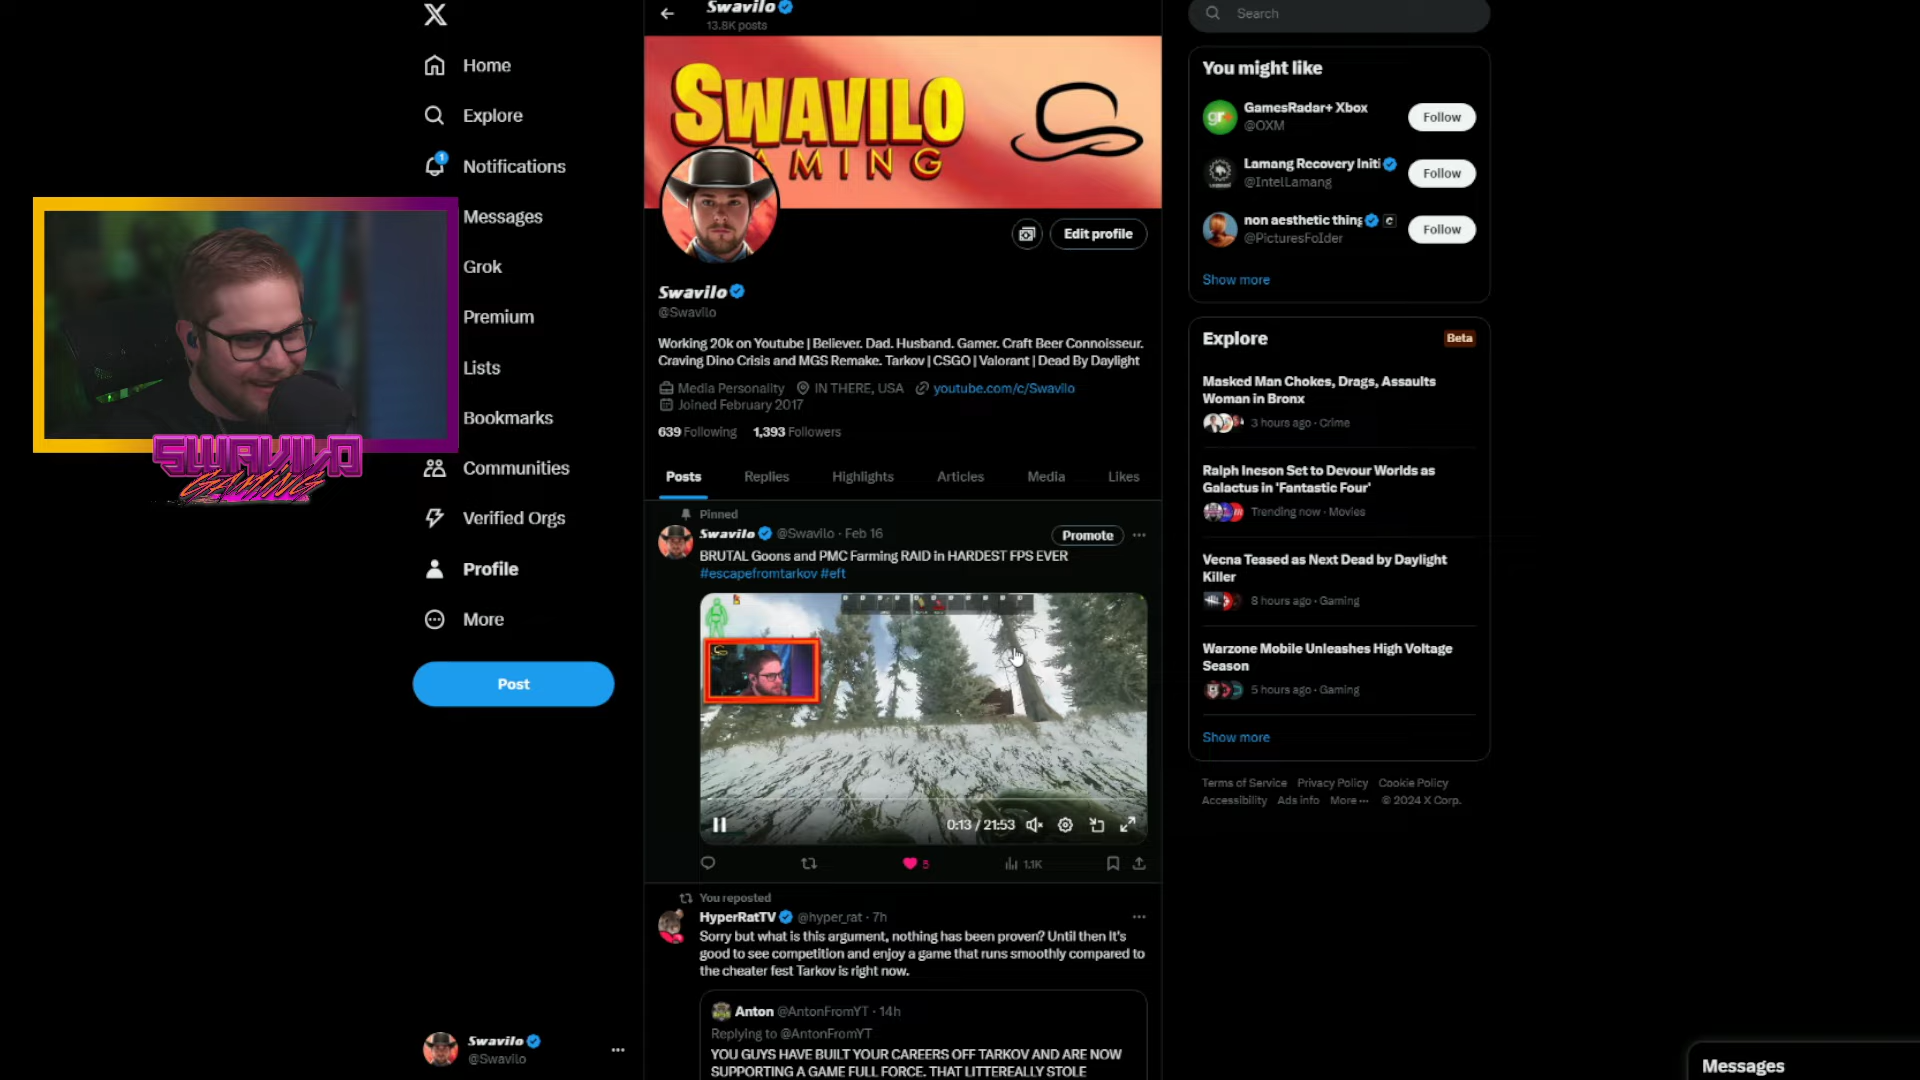 Home
Explore
1
Notifications
Messages
Grok
Premium
Lists
Bookmarks
Communities
Verified Orgs
Profile
More
Post
SWAVILO
GAMING
Swavilo
@Swavilo
Swavilo
13.8K posts
SWAVILO
GAMING
Edit profile
Swavilo
@Swavilo
Working 20k on Youtube | Believer. Dad. Husband. Gamer. Craft Beer Connoisseur.
Craving Dino Crisis and MGS Remake. Tarkov | CSGO | Valorant | Dead By Daylight
Media Personality IN THERE, USA youtube.com/c/Swavilo
Joined February 2017
639 Following 1,393 Followers
Posts Replies Highlights Articles Media Likes
Pinned
Swavilo @Swavilo · Feb 16
Promote
BRUTAL Goons and PMC Farming RAID in HARDEST FPS EVER
#escapefromtarkov #eft
0:13 / 21:53
5 1.1K
You reposted
HyperRatTV @hyper_rat · 7h
Sorry but what is this argument, nothing has been proven? Until then It's
good to see competition and enjoy a game that runs smoothly compared to
the cheater fest Tarkov is right now.
Anton @AntonFromYT · 14h
Replying to @AntonFromYT
YOU GUYS HAVE BUILT YOUR CAREERS OFF TARKOV AND ARE NOW
SUPPORTING A GAME FULL FORCE. THAT LITTEREALLY STOLE
Search
You might like
GamesRadar+ Xbox
@OXM
Follow
Lamang Recovery Initi
@IntelLamang
Follow
non aesthetic thing
@PicturesFoIder
Follow
Show more
Explore
Beta
Masked Man Chokes, Drags, Assaults
Woman in Bronx
3 hours ago · Crime
Ralph Ineson Set to Devour Worlds as
Galactus in 'Fantastic Four'
Trending now · Movies
Vecna Teased as Next Dead by Daylight
Killer
8 hours ago · Gaming
Warzone Mobile Unleashes High Voltage
Season
5 hours ago · Gaming
Show more
Terms of Service Privacy Policy Cookie Policy
Accessibility Ads info More ··· © 2024 X Corp.
Messages